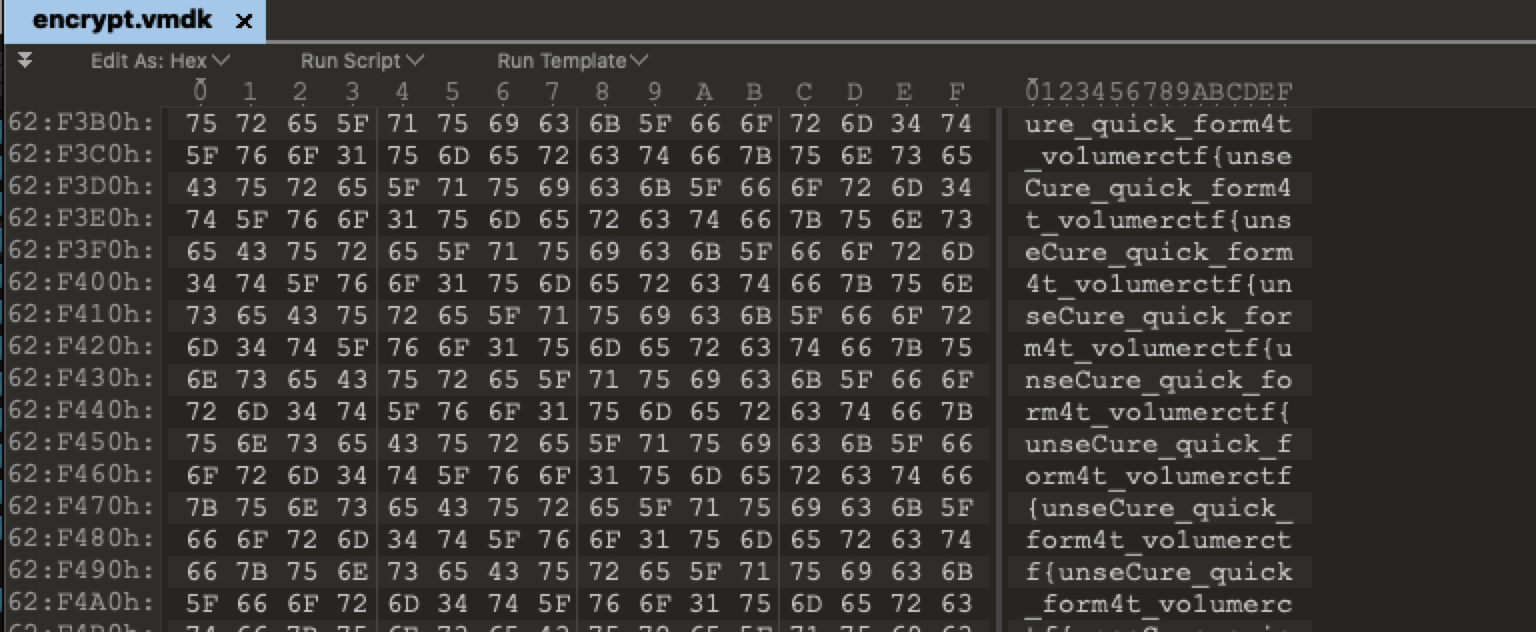 encrypt.vmdk ×
Edit As: Hex Run Script Run Template
0 1 2 3 4 5 6 7 8 9 A B C D E F 0123456789ABCDEF
62:F3B0h: 75 72 65 5F 71 75 69 63 6B 5F 66 6F 72 6D 34 74 ure_quick_form4t
62:F3C0h: 5F 76 6F 31 75 6D 65 72 63 74 66 7B 75 6E 73 65 _vo1umerctf{unse
62:F3D0h: 43 75 72 65 5F 71 75 69 63 6B 5F 66 6F 72 6D 34 Cure_quick_form4
62:F3E0h: 74 5F 76 6F 31 75 6D 65 72 63 74 66 7B 75 6E 73 t_vo1umerctf{uns
62:F3F0h: 65 43 75 72 65 5F 71 75 69 63 6B 5F 66 6F 72 6D eCure_quick_form
62:F400h: 34 74 5F 76 6F 31 75 6D 65 72 63 74 66 7B 75 6E 4t_vo1umerctf{un
62:F410h: 73 65 43 75 72 65 5F 71 75 69 63 6B 5F 66 6F 72 seCure_quick_for
62:F420h: 6D 34 74 5F 76 6F 31 75 6D 65 72 63 74 66 7B 75 m4t_vo1umerctf{u
62:F430h: 6E 73 65 43 75 72 65 5F 71 75 69 63 6B 5F 66 6F nseCure_quick_fo
62:F440h: 72 6D 34 74 5F 76 6F 31 75 6D 65 72 63 74 66 7B rm4t_vo1umerctf{
62:F450h: 75 6E 73 65 43 75 72 65 5F 71 75 69 63 6B 5F 66 unseCure_quick_f
62:F460h: 6F 72 6D 34 74 5F 76 6F 31 75 6D 65 72 63 74 66 orm4t_vo1umerctf
62:F470h: 7B 75 6E 73 65 43 75 72 65 5F 71 75 69 63 6B 5F {unseCure_quick_
62:F480h: 66 6F 72 6D 34 74 5F 76 6F 31 75 6D 65 72 63 74 form4t_vo1umerct
62:F490h: 66 7B 75 6E 73 65 43 75 72 65 5F 71 75 69 63 6B f{unseCure_quick
62:F4A0h: 5F 66 6F 72 6D 34 74 5F 76 6F 31 75 6D 65 72 63 _form4t_vo1umerc